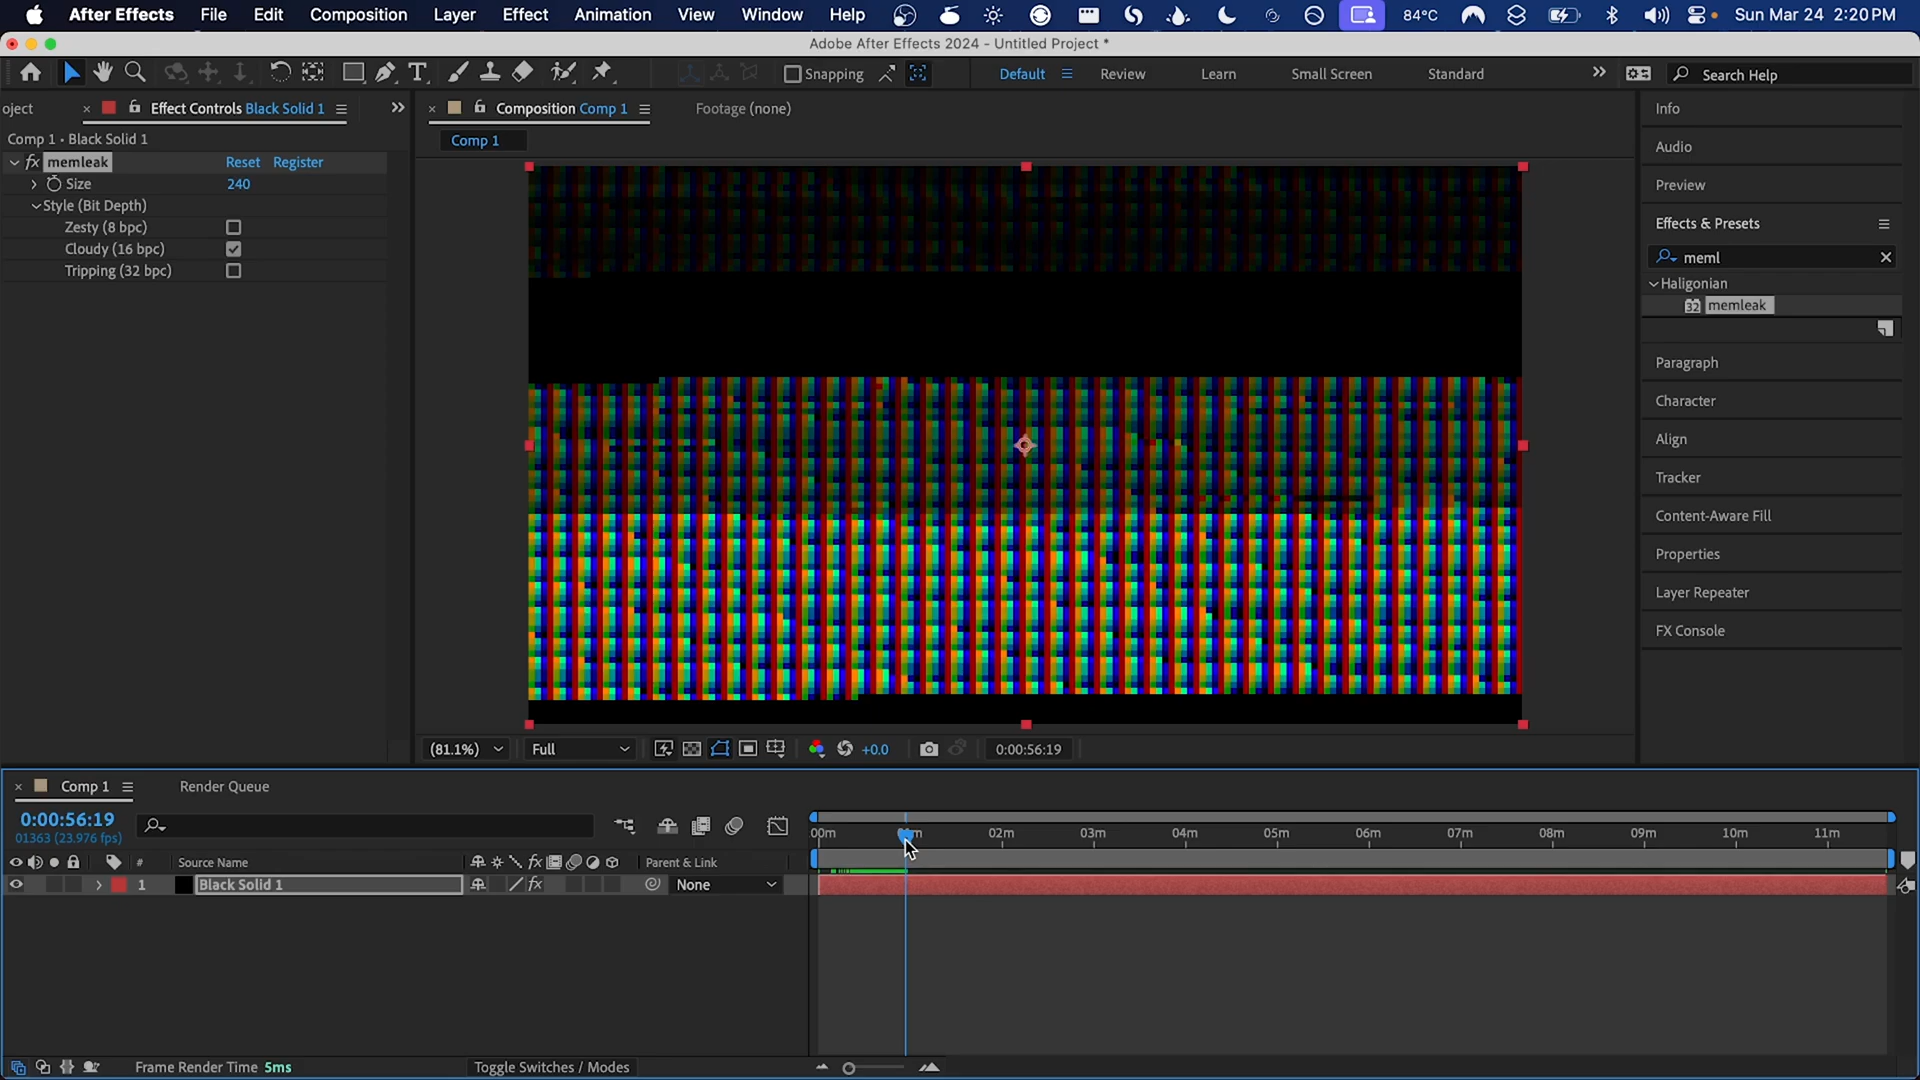 After Effects File Edit Composition Layer Effect Animation View Window Help 84°C Sun Mar 24 2:20 PM
Adobe After Effects 2024 - Untitled Project *
Snapping Default Review Learn Small Screen Standard Search Help
oject Effect Controls Black Solid 1
Composition Comp 1 Footage (none)
Info
Comp 1 • Black Solid 1
Comp 1
Audio
memleak Reset Register
Size 240
Preview
Style (Bit Depth)
Zesty (8 bpc)
Effects & Presets
Cloudy (16 bpc)
meml
Tripping (32 bpc)
Haligonian
32 memleak
Paragraph
Character
Align
Tracker
Content-Aware Fill
Properties
Layer Repeater
FX Console
(81.1%) Full +0.0 0:00:56:19
Comp 1 Render Queue
0:00:56:19
01363 (23.976 fps)
00m 02m 03m 04m 05m 06m 07m 08m 09m 10m 11m
# Source Name fx Parent & Link
1 Black Solid 1 fx None
Frame Render Time 5ms Toggle Switches / Modes